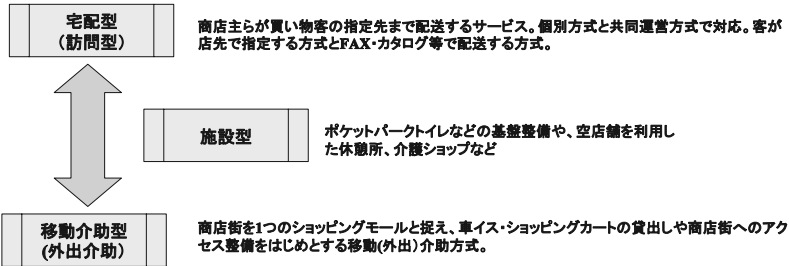 宅配型
(訪問型)
商店主らが買い物客の指定先まで配送するサービス。個別方式と共同運営方式で対応。客が
店先で指定する方式とFAX・カタログ等で配送する方式。
施設型
ポケットパークトイレなどの基盤整備や、空店舗を利用し
た休憩所、介護ショップなど
移動介助型
(外出介助)
商店街を1つのショッピングモールと捉え、車イス・ショッピングカートの貸出しや商店街へのアク
セス整備をはじめとする移動(外出)介助方式。